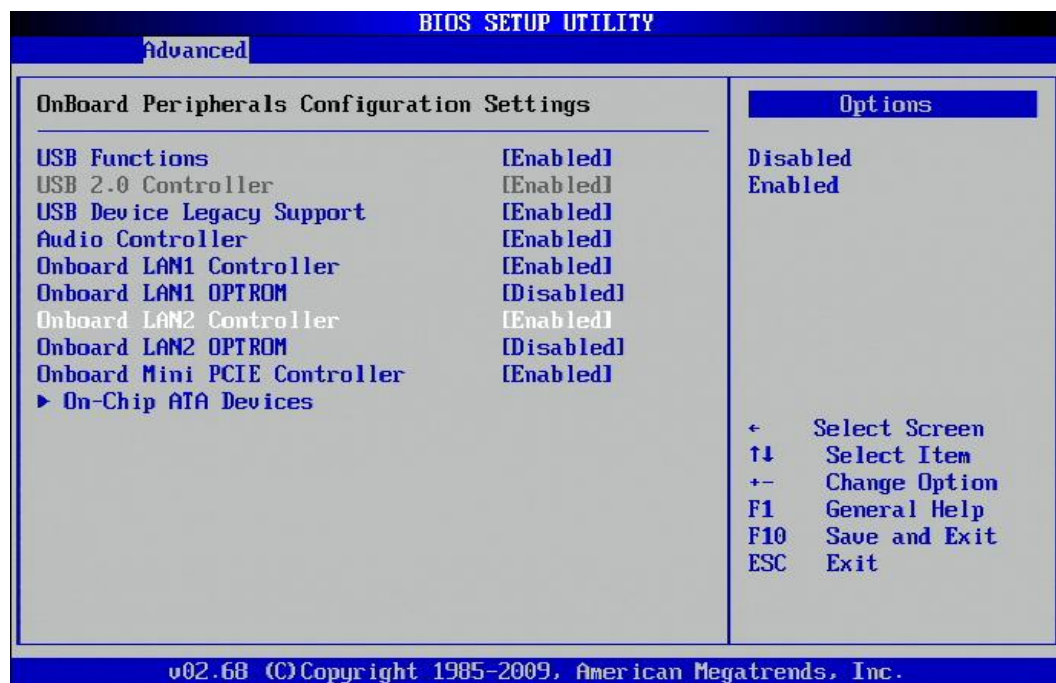 BIOS SETUP UTILITY
Advanced
OnBoard Peripherals Configuration Settings
USB Functions [Enabled]
USB 2.0 Controller [Enabled]
USB Device Legacy Support [Enabled]
Audio Controller [Enabled]
Onboard LAN1 Controller [Enabled]
Onboard LAN1 OPTROM [Disabled]
Onboard LAN2 Controller [Enabled]
Onboard LAN2 OPTROM [Disabled]
Onboard Mini PCIE Controller [Enabled]
► On-Chip ATA Devices
Options
Disabled
Enabled
← Select Screen
↑↓ Select Item
+- Change Option
F1 General Help
F10 Save and Exit
ESC Exit
v02.68 (C)Copyright 1985-2009, American Megatrends, Inc.